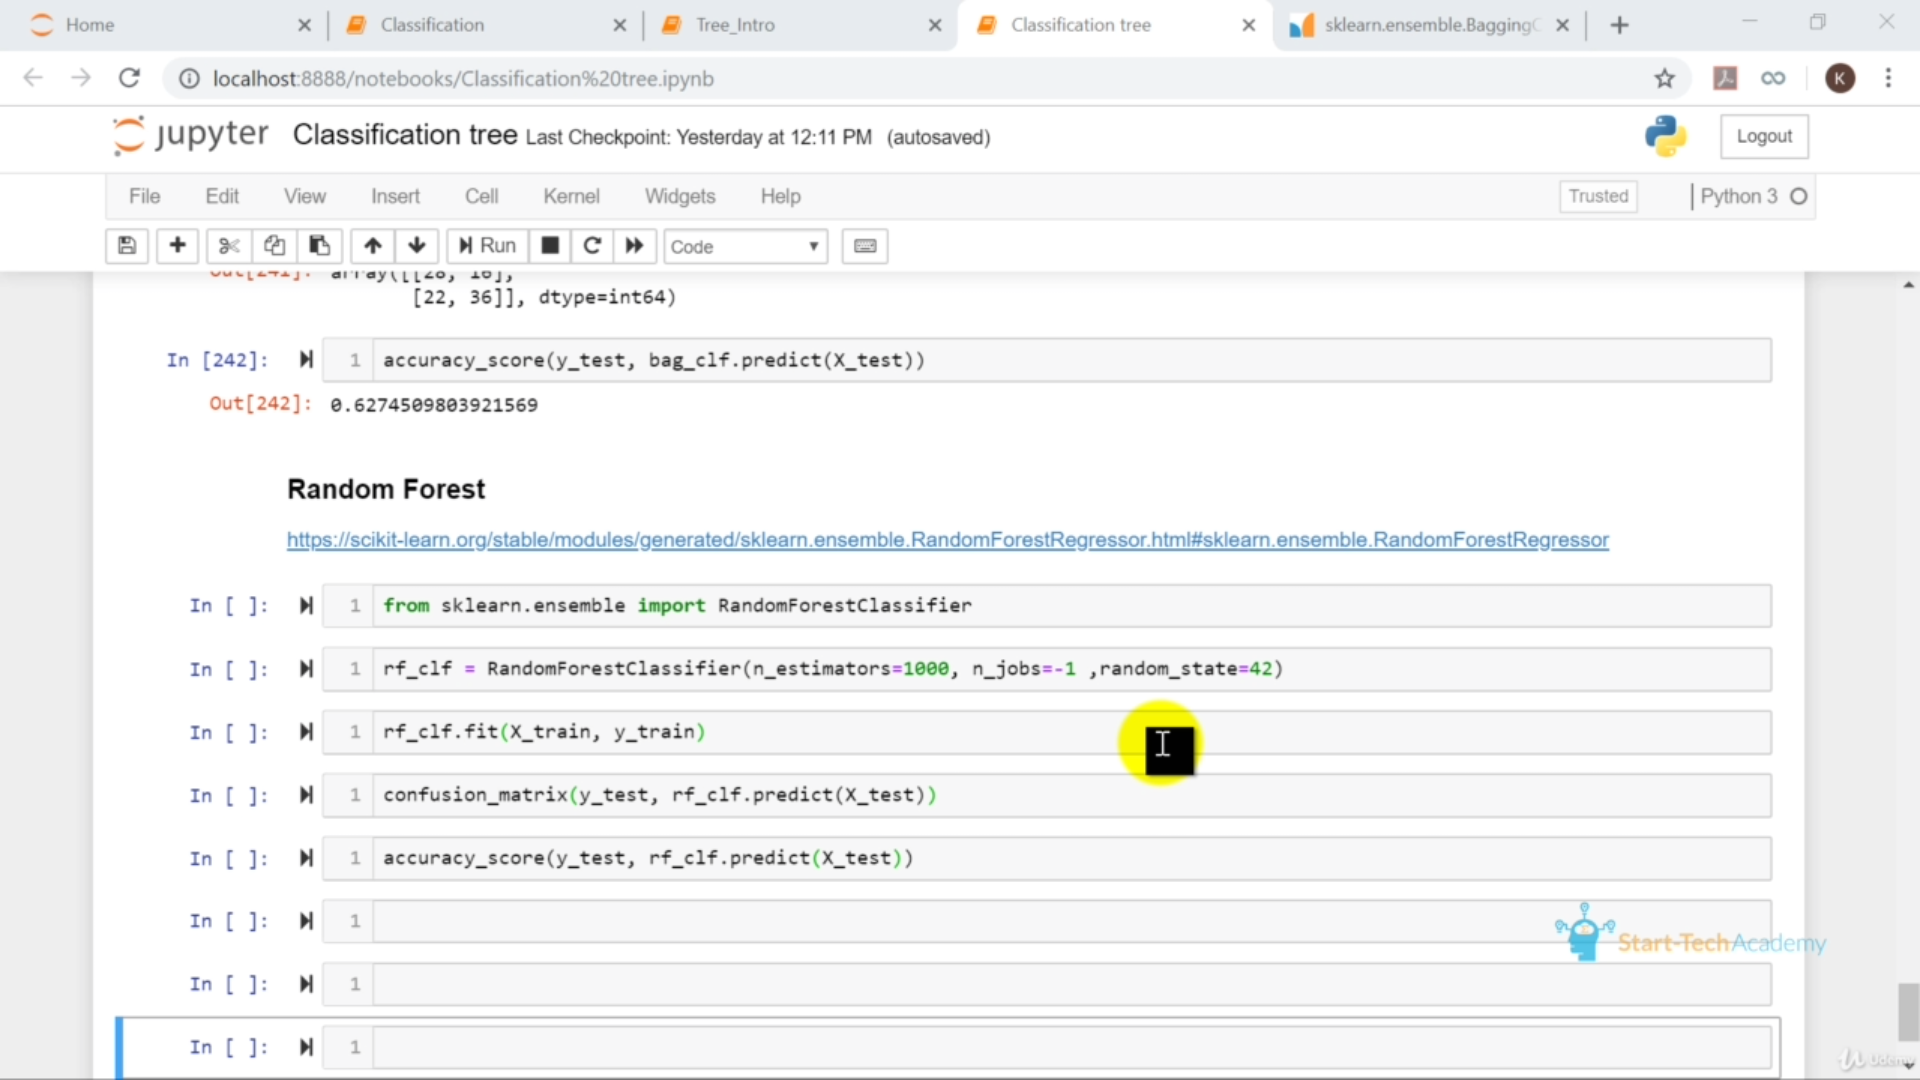 Home
Classification
Tree_Intro
Classification tree
sklearn.ensemble.BaggingC
localhost:8888/notebooks/Classification%20tree.ipynb
K
jupyter Classification tree Last Checkpoint: Yesterday at 12:11 PM (autosaved)
Logout
File Edit View Insert Cell Kernel Widgets Help
Trusted
Python 3
Run
Code
Out[241]: array([[28, 16],
[22, 36]], dtype=int64)
In [242]: 1 accuracy_score(y_test, bag_clf.predict(X_test))
Out[242]: 0.6274509803921569
Random Forest
https://scikit-learn.org/stable/modules/generated/sklearn.ensemble.RandomForestRegressor.html#sklearn.ensemble.RandomForestRegressor
In [ ]: 1 from sklearn.ensemble import RandomForestClassifier
In [ ]: 1 rf_clf = RandomForestClassifier(n_estimators=1000, n_jobs=-1 ,random_state=42)
In [ ]: 1 rf_clf.fit(X_train, y_train)
In [ ]: 1 confusion_matrix(y_test, rf_clf.predict(X_test))
In [ ]: 1 accuracy_score(y_test, rf_clf.predict(X_test))
In [ ]: 1
Start-Tech Academy
In [ ]: 1
In [ ]: 1
Udemy